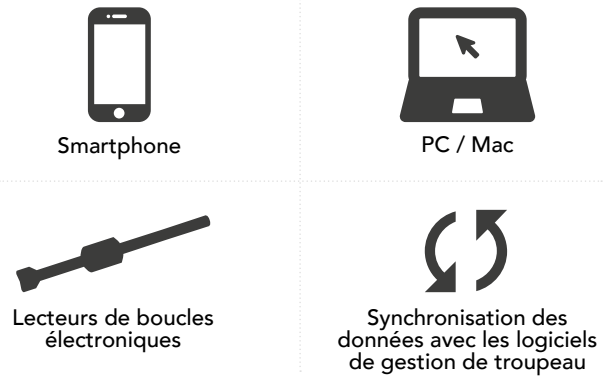 Smartphone
PC / Mac
Lecteurs de boucles
électroniques
Synchronisation des
données avec les logiciels
de gestion de troupeau